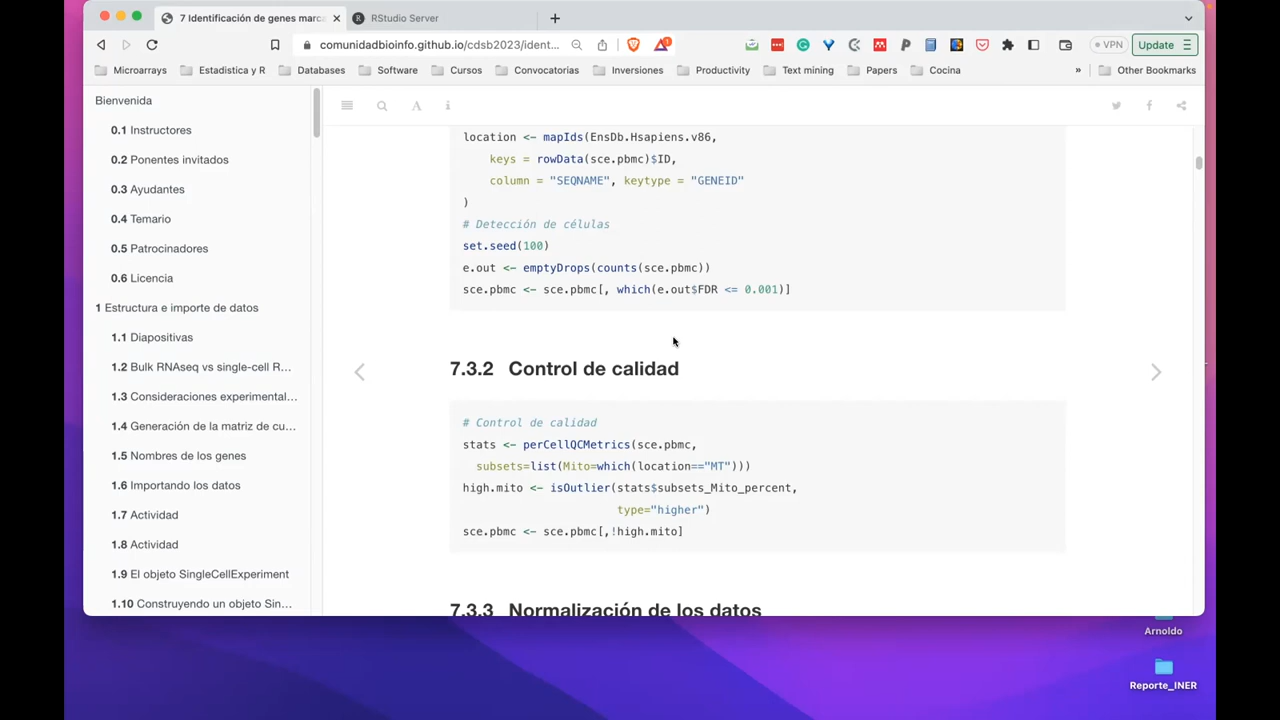 7 Identificación de genes marca
RStudio Server
comunidadbioinfo.github.io/cdsb2023/ident...
1
VPN
Update
Microarrays
Estadistica y R
Databases
Software
Cursos
Convocatorias
Inversiones
Productivity
Text mining
Papers
Cocina
»
Other Bookmarks
Bienvenida
0.1 Instructores
0.2 Ponentes invitados
0.3 Ayudantes
0.4 Temario
0.5 Patrocinadores
0.6 Licencia
1 Estructura e importe de datos
1.1 Diapositivas
1.2 Bulk RNAseq vs single-cell R...
1.3 Consideraciones experimental...
1.4 Generación de la matriz de cu...
1.5 Nombres de los genes
1.6 Importando los datos
1.7 Actividad
1.8 Actividad
1.9 El objeto SingleCellExperiment
1.10 Construyendo un objeto Sin...
location <- mapIds(EnsDb.Hsapiens.v86,
keys = rowData(sce.pbmc)$ID,
column = "SEQNAME", keytype = "GENEID"
)
# Detección de células
set.seed(100)
e.out <- emptyDrops(counts(sce.pbmc))
sce.pbmc <- sce.pbmc[, which(e.out$FDR <= 0.001)]
7.3.2 Control de calidad
# Control de calidad
stats <- perCellQCMetrics(sce.pbmc,
subsets=list(Mito=which(location=="MT")))
high.mito <- isOutlier(stats$subsets_Mito_percent,
type="higher")
sce.pbmc <- sce.pbmc[,!high.mito]
7.3.3 Normalización de los datos
Arnoldo
Reporte_INER